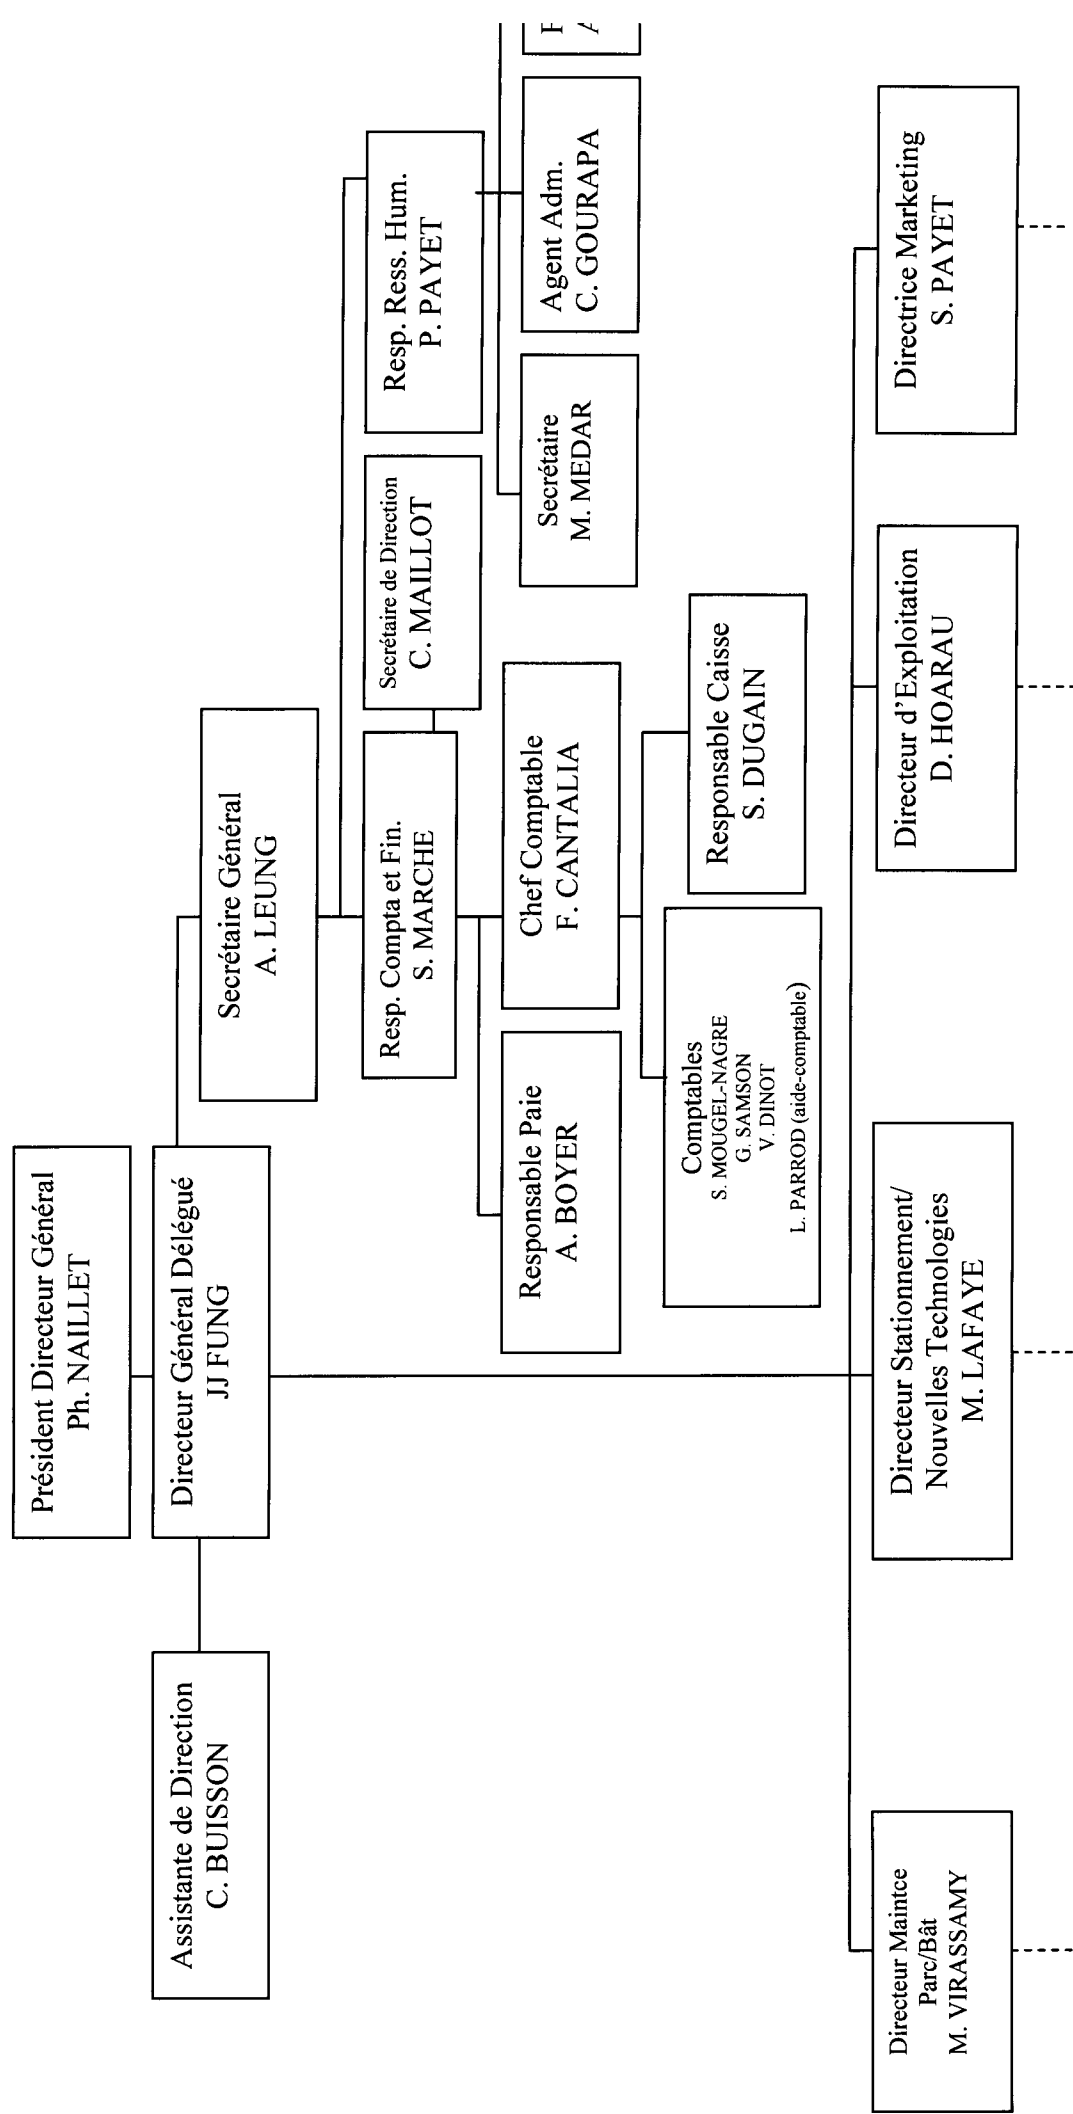 Président Directeur Général
Ph. NAILLET
Assistante de Direction
C. BUISSON
Directeur Général Délégué
JJ FUNG
Secrétaire Général
A. LEUNG
Resp. Compta et Fin.
S. MARCHE
Secrétaire de Direction
C. MAILLOT
Resp. Ress. Hum.
P. PAYET
Responsable Paie
A. BOYER
Chef Comptable
F. CANTALIA
Secrétaire
M. MEDAR
Agent Adm.
C. GOURAPA
Comptables
S. MOUGEL-NAGRE
G. SAMSON
V. DINOT
L. PARROD (aide-comptable)
Responsable Caisse
S. DUGAIN
Directeur Maintce
Parc/Bât
M. VIRASSAMY
Directeur Stationnement/
Nouvelles Technologies
M. LAFAYE
Directeur d'Exploitation
D. HOARAU
Directrice Marketing
S. PAYET